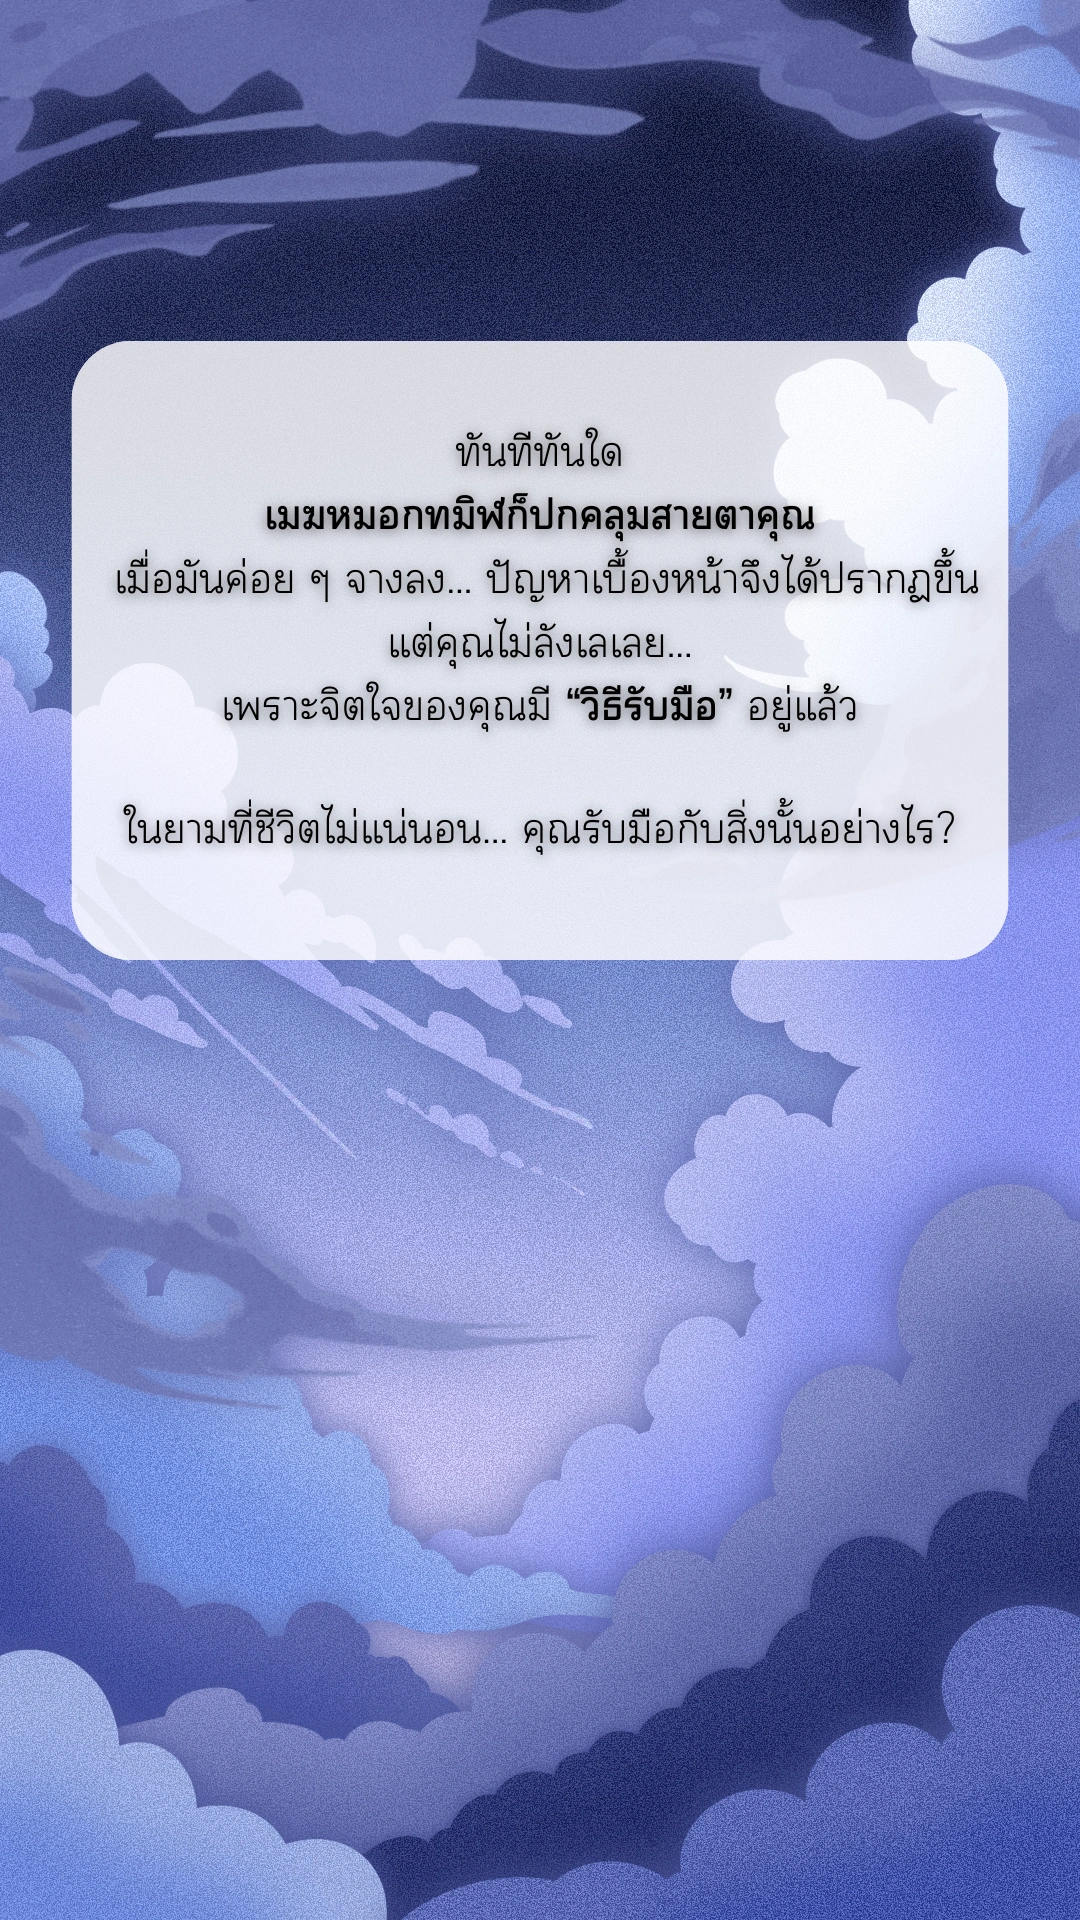 ทันทีทันใด
เมฆหมอกทมิฬก็ปกคลุมสายตาคุณ
เมื่อมันค่อย ๆ จางลง... ปัญหาเบื้องหน้าจึงได้ปรากฏขึ้น
แต่คุณไม่ลังเลเลย...
เพราะจิตใจของคุณมี “วิธีรับมือ” อยู่แล้ว
ในยามที่ชีวิตไม่แน่นอน... คุณรับมือกับสิ่งนั้นอย่างไร?